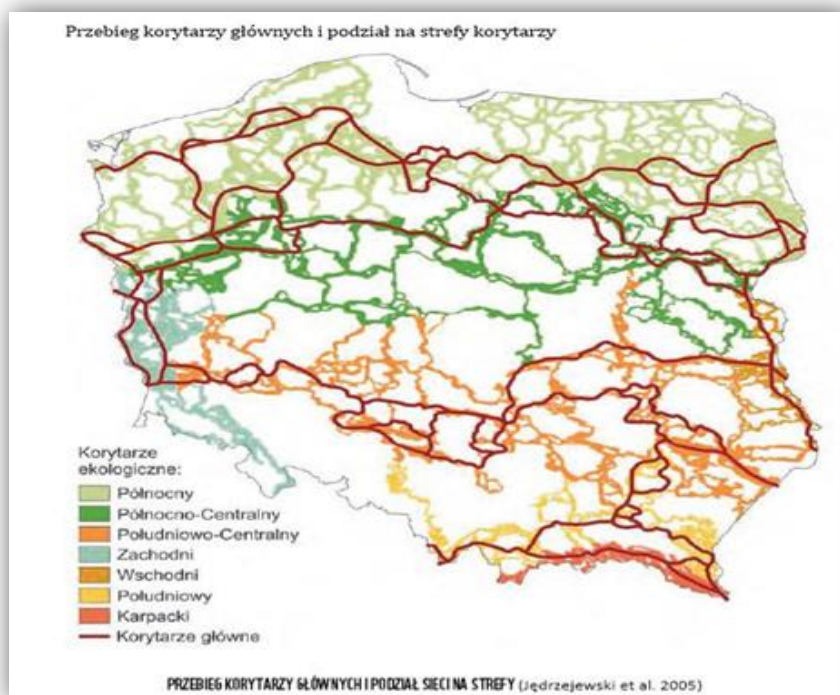 Przebieg korytarzy głównych i podział na strefy korytarzy
Korytarze
ekologiczne:
Północny
Północno-Centralny
Południowo-Centralny
Zachodni
Wschodni
Południowy
Karpacki
Korytarze główne
PRZEBIEG KORYTARZY GŁÓWNYCH I PODZIAŁ SIECI NA STREFY (Jędrzejewski et al. 2005)